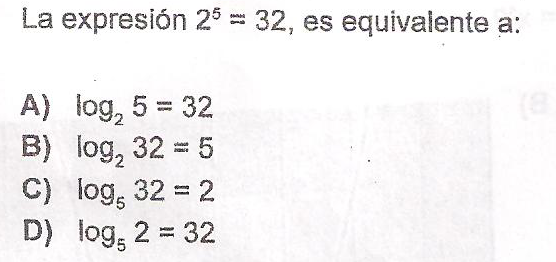 La expresión 2⁵ = 32, es equivalente a:
A) log₂ 5 = 32
B) log₂ 32 = 5
C) log₅ 32 = 2
D) log₅ 2 = 32